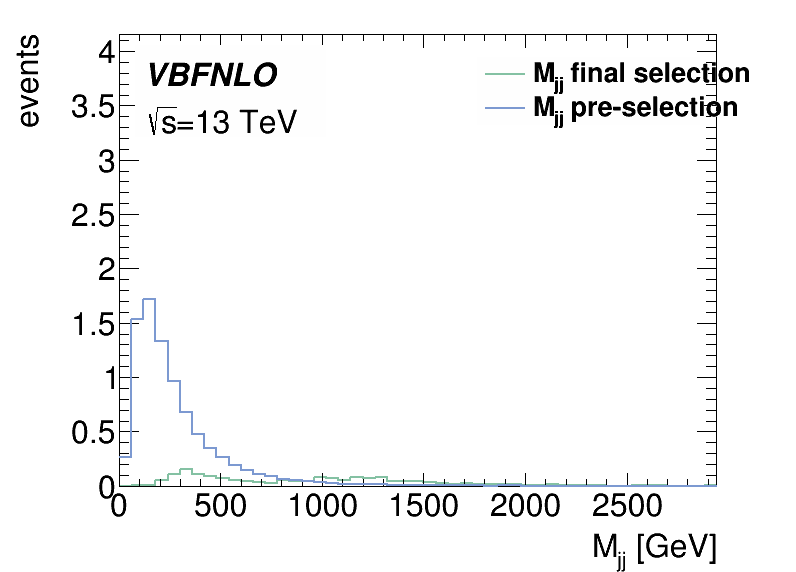 events
4
3.5
3
2.5
2
1.5
1
0.5
0
VBFNLO
√s=13 TeV
Mjj final selection
Mjj pre-selection
0 500 1000 1500 2000 2500
Mjj [GeV]